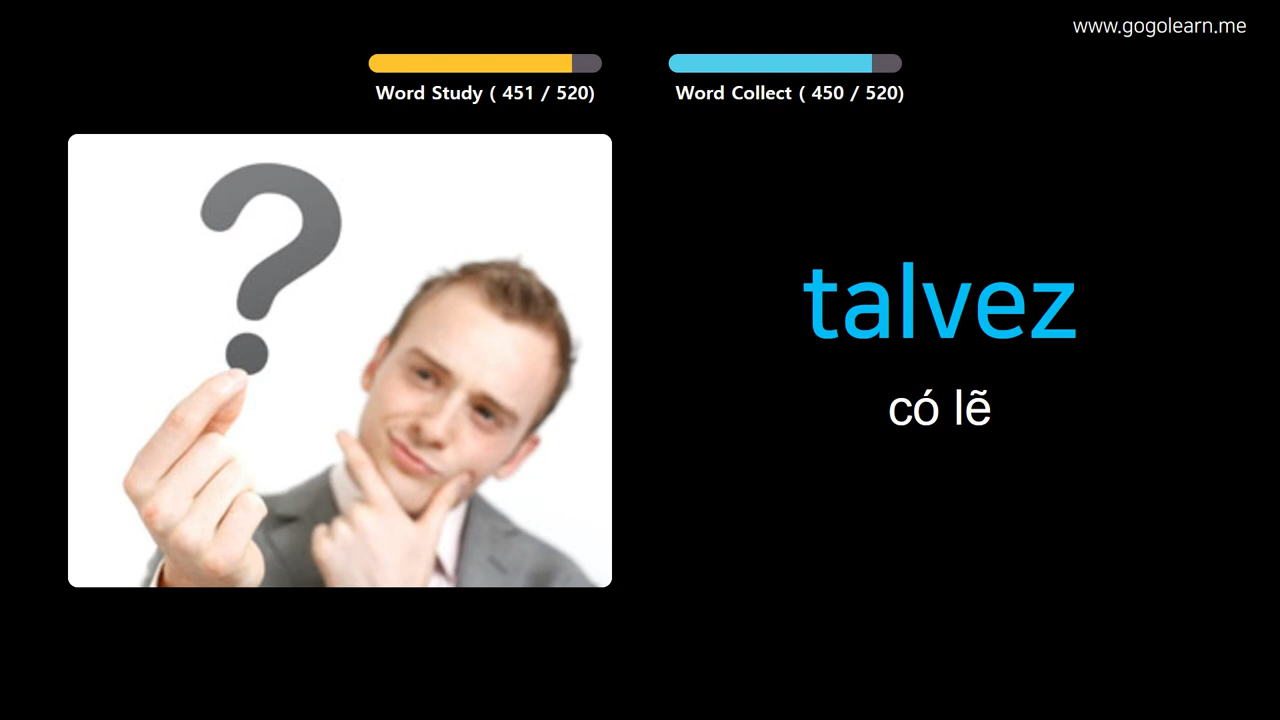 www.gogolearn.me
Word Study ( 451 / 520)
Word Collect ( 450 / 520)
?
talvez
có lẽ